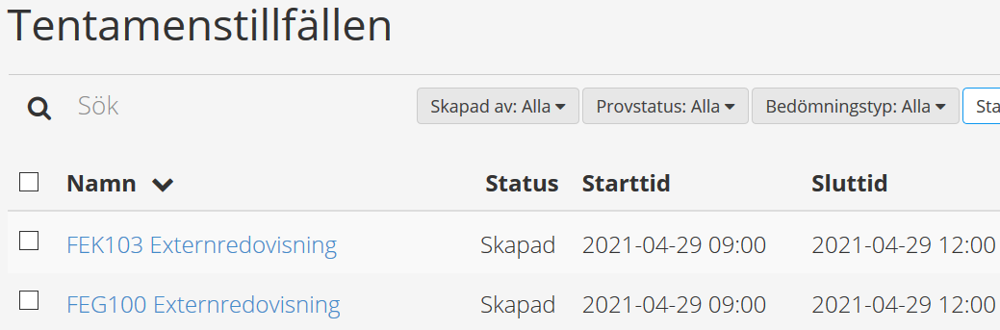 Tentamenstillfällen
Sök Skapad av: Alla Provstatus: Alla Bedömningstyp: Alla Sta
Namn Status Starttid Sluttid
FEK103 Externredovisning Skapad 2021-04-29 09:00 2021-04-29 12:00
FEG100 Externredovisning Skapad 2021-04-29 09:00 2021-04-29 12:00